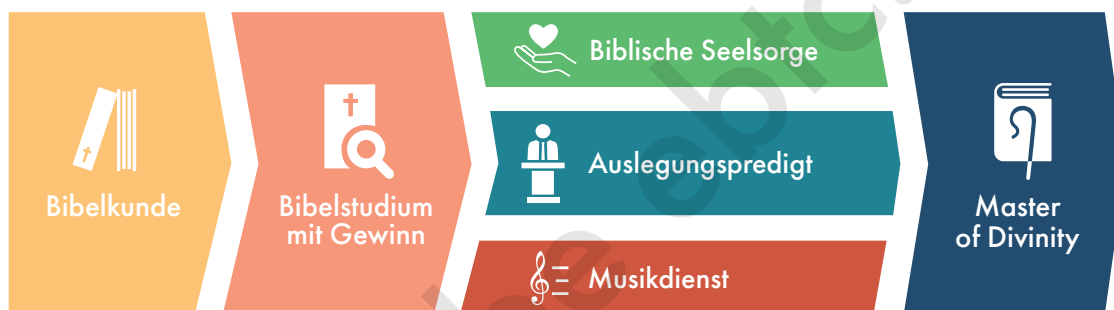 Bibelkunde
Bibelstudium
mit Gewinn
Biblische Seelsorge
Auslegungspredigt
Musikdienst
Master
of Divinity